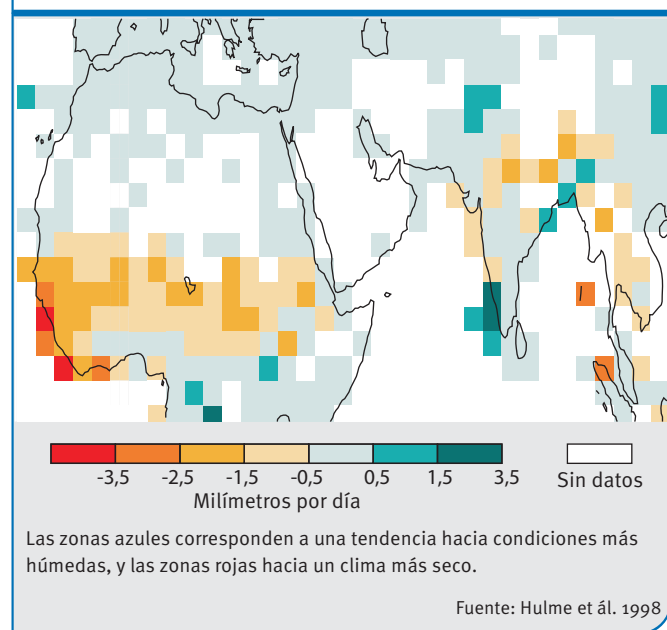 -3,5 -2,5 -1,5 -0,5 0,5 1,5 3,5
Milímetros por día
Sin datos
Las zonas azules corresponden a una tendencia hacia condiciones más
húmedas, y las zonas rojas hacia un clima más seco.
Fuente: Hulme et ál. 1998